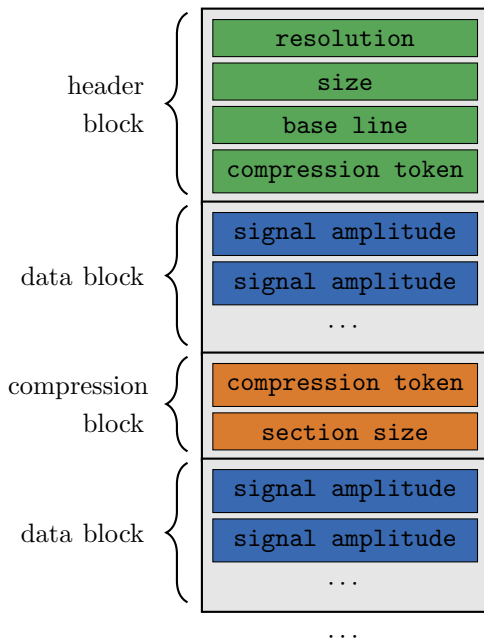 header
block
resolution
size
base line
compression token
data block
signal amplitude
signal amplitude
...
compression
block
compression token
section size
data block
signal amplitude
signal amplitude
...
...